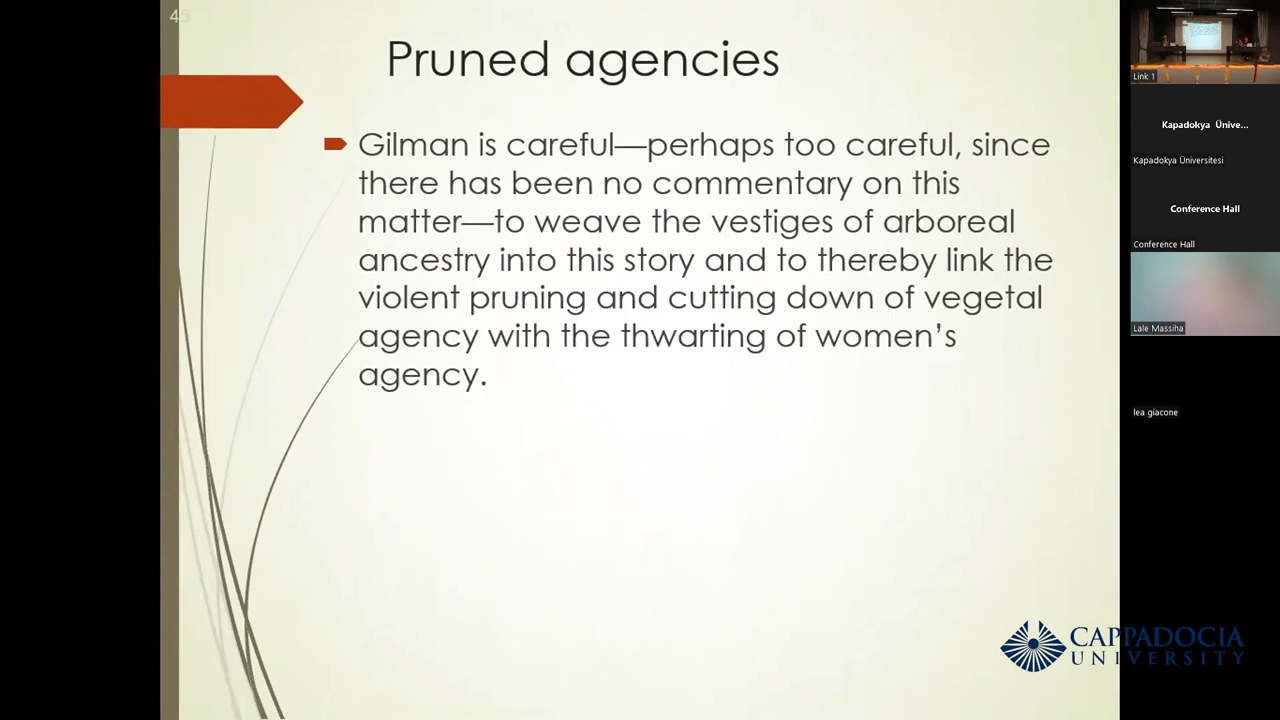 45
Pruned agencies
Gilman is careful—perhaps too careful, since
there has been no commentary on this
matter—to weave the vestiges of arboreal
ancestry into this story and to thereby link the
violent pruning and cutting down of vegetal
agency with the thwarting of women’s
agency.
CAPPADOCIA
UNIVERSITY
Link 1
Kapadokya Ünive...
Kapadokya Üniversitesi
Conference Hall
Conference Hall
Lale Massiha
lea giacone